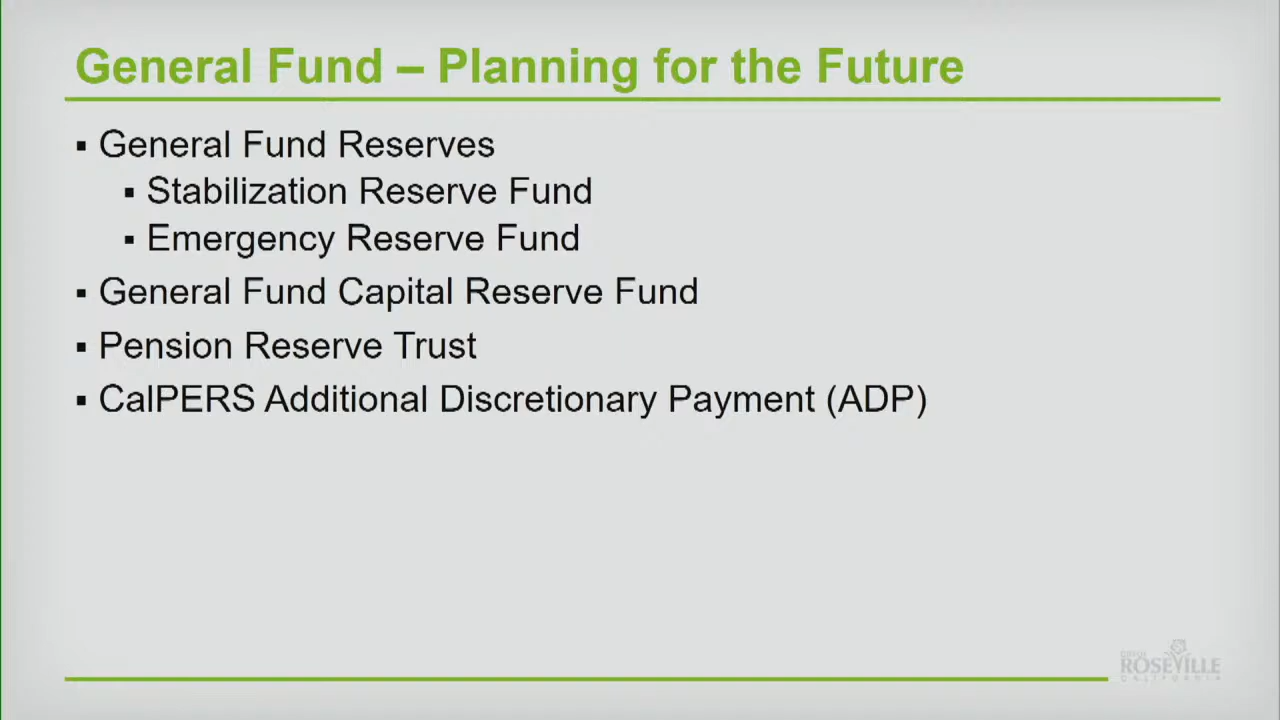 General Fund – Planning for the Future
▪ General Fund Reserves
▪ Stabilization Reserve Fund
▪ Emergency Reserve Fund
▪ General Fund Capital Reserve Fund
▪ Pension Reserve Trust
▪ CalPERS Additional Discretionary Payment (ADP)
ROSEVILLE
CALIFORNIA